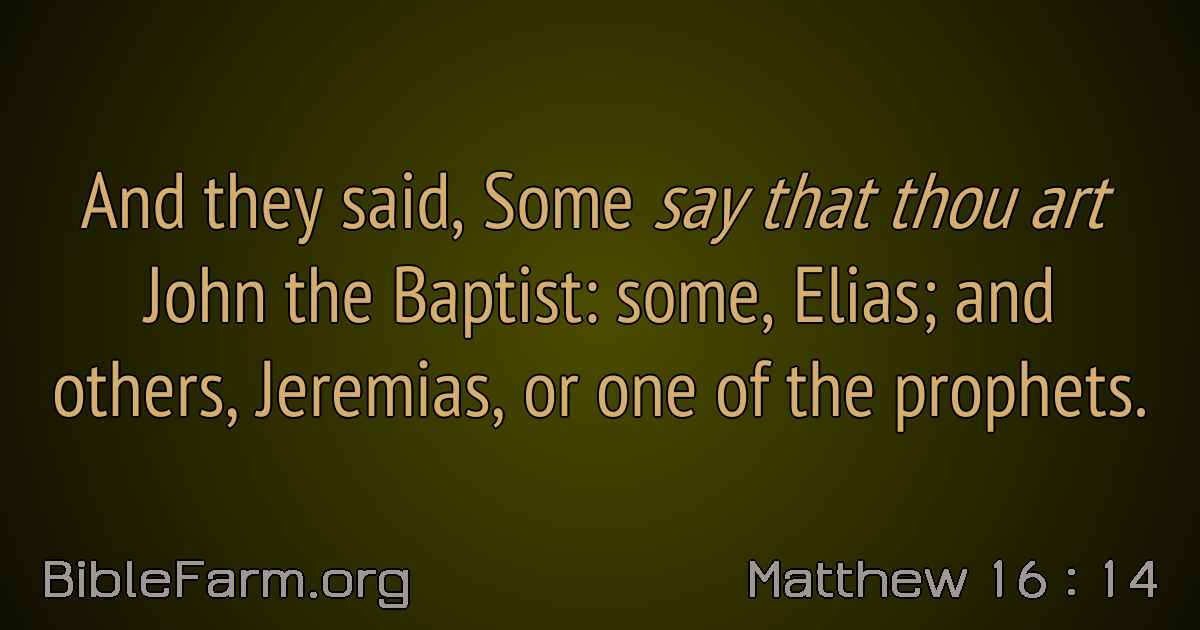 And they said, Some say that thou art
John the Baptist: some, Elias; and
others, Jeremias, or one of the prophets.
BibleFarm.org
Matthew 16 : 14